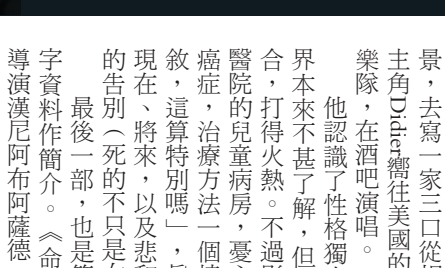 景，去寫一家三口從
主角Didier嚮往美國的
樂隊，在酒吧演唱。
他認識了性格獨
界本來不甚了解，但
合，打得火熱。不過
醫院的兒童病房，憂
癌症，治療方法一個
敘，這算特別嗎」，
現在、將來，以及悲
的告別（死的不只是
最後一部，也是
字資料作簡介。《命
導演漢尼阿布阿薩德